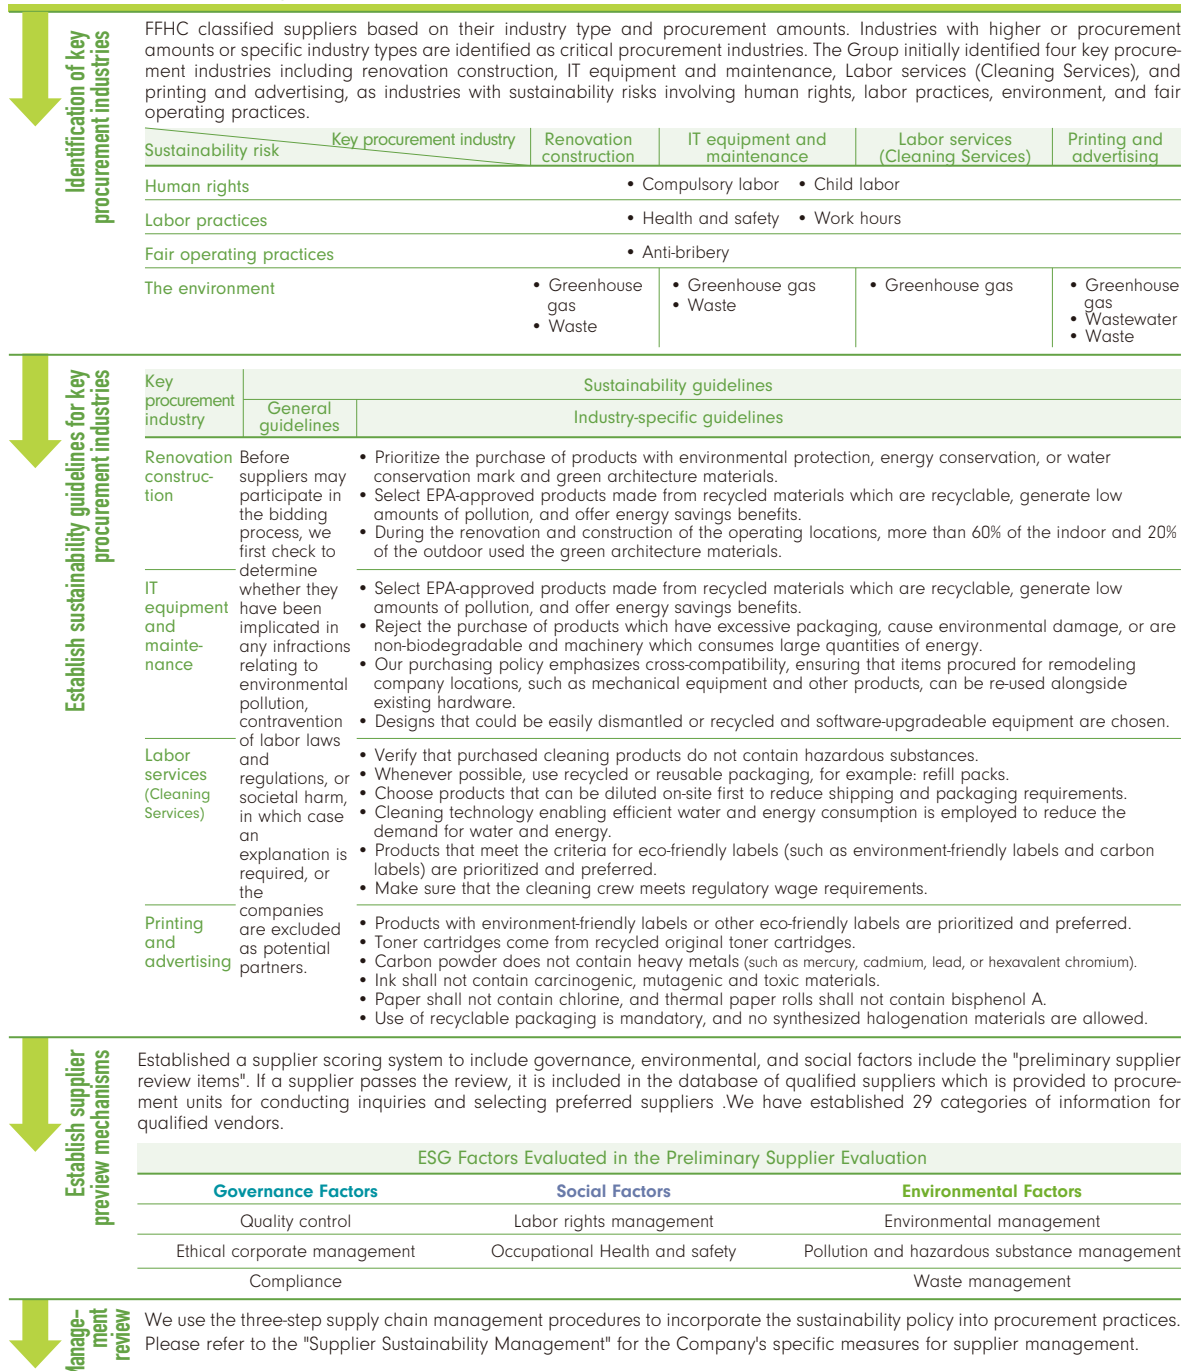 Identification of key
procurement industries
FFHC classified suppliers based on their industry type and procurement amounts. Industries with higher or procurement
amounts or specific industry types are identified as critical procurement industries. The Group initially identified four key procure-
ment industries including renovation construction, IT equipment and maintenance, Labor services (Cleaning Services), and
printing and advertising, as industries with sustainability risks involving human rights, labor practices, environment, and fair
operating practices.
Sustainability risk
Key procurement industry
Renovation
construction
IT equipment and
maintenance
Labor services
(Cleaning Services)
Printing and
advertising
Human rights
• Compulsory labor • Child labor
Labor practices
• Health and safety • Work hours
Fair operating practices
• Anti-bribery
The environment
• Greenhouse
gas
• Waste
• Greenhouse gas
• Waste
• Greenhouse gas
• Greenhouse
gas
• Wastewater
• Waste
Establish sustainability guidelines for key
procurement industries
Key
procurement
industry
Sustainability guidelines
General
guidelines
Industry-specific guidelines
Renovation
construc-
tion
Before
suppliers may
participate in
the bidding
process, we
first check to
determine
whether they
have been
implicated in
any infractions
relating to
environmental
pollution,
contravention
of labor laws
and
regulations, or
societal harm,
in which case
an
explanation is
required, or
the
companies
are excluded
as potential
partners.
• Prioritize the purchase of products with environmental protection, energy conservation, or water
conservation mark and green architecture materials.
• Select EPA-approved products made from recycled materials which are recyclable, generate low
amounts of pollution, and offer energy savings benefits.
• During the renovation and construction of the operating locations, more than 60% of the indoor and 20%
of the outdoor used the green architecture materials.
IT
equipment
and
mainte-
nance
• Select EPA-approved products made from recycled materials which are recyclable, generate low
amounts of pollution, and offer energy savings benefits.
• Reject the purchase of products which have excessive packaging, cause environmental damage, or are
non-biodegradable and machinery which consumes large quantities of energy.
• Our purchasing policy emphasizes cross-compatibility, ensuring that items procured for remodeling
company locations, such as mechanical equipment and other products, can be re-used alongside
existing hardware.
• Designs that could be easily dismantled or recycled and software-upgradeable equipment are chosen.
Labor
services
(Cleaning
Services)
• Verify that purchased cleaning products do not contain hazardous substances.
• Whenever possible, use recycled or reusable packaging, for example: refill packs.
• Choose products that can be diluted on-site first to reduce shipping and packaging requirements.
• Cleaning technology enabling efficient water and energy consumption is employed to reduce the
demand for water and energy.
• Products that meet the criteria for eco-friendly labels (such as environment-friendly labels and carbon
labels) are prioritized and preferred.
• Make sure that the cleaning crew meets regulatory wage requirements.
Printing
and
advertising
• Products with environment-friendly labels or other eco-friendly labels are prioritized and preferred.
• Toner cartridges come from recycled original toner cartridges.
• Carbon powder does not contain heavy metals (such as mercury, cadmium, lead, or hexavalent chromium).
• Ink shall not contain carcinogenic, mutagenic and toxic materials.
• Paper shall not contain chlorine, and thermal paper rolls shall not contain bisphenol A.
• Use of recyclable packaging is mandatory, and no synthesized halogenation materials are allowed.
Establish supplier
preview mechanisms
Established a supplier scoring system to include governance, environmental, and social factors include the "preliminary supplier
review items". If a supplier passes the review, it is included in the database of qualified suppliers which is provided to procure-
ment units for conducting inquiries and selecting preferred suppliers .We have established 29 categories of information for
qualified vendors.
ESG Factors Evaluated in the Preliminary Supplier Evaluation
Governance Factors
Social Factors
Environmental Factors
Quality control
Labor rights management
Environmental management
Ethical corporate management
Occupational Health and safety
Pollution and hazardous substance management
Compliance
Waste management
Manage-
ment
review
We use the three-step supply chain management procedures to incorporate the sustainability policy into procurement practices.
Please refer to the "Supplier Sustainability Management" for the Company's specific measures for supplier management.